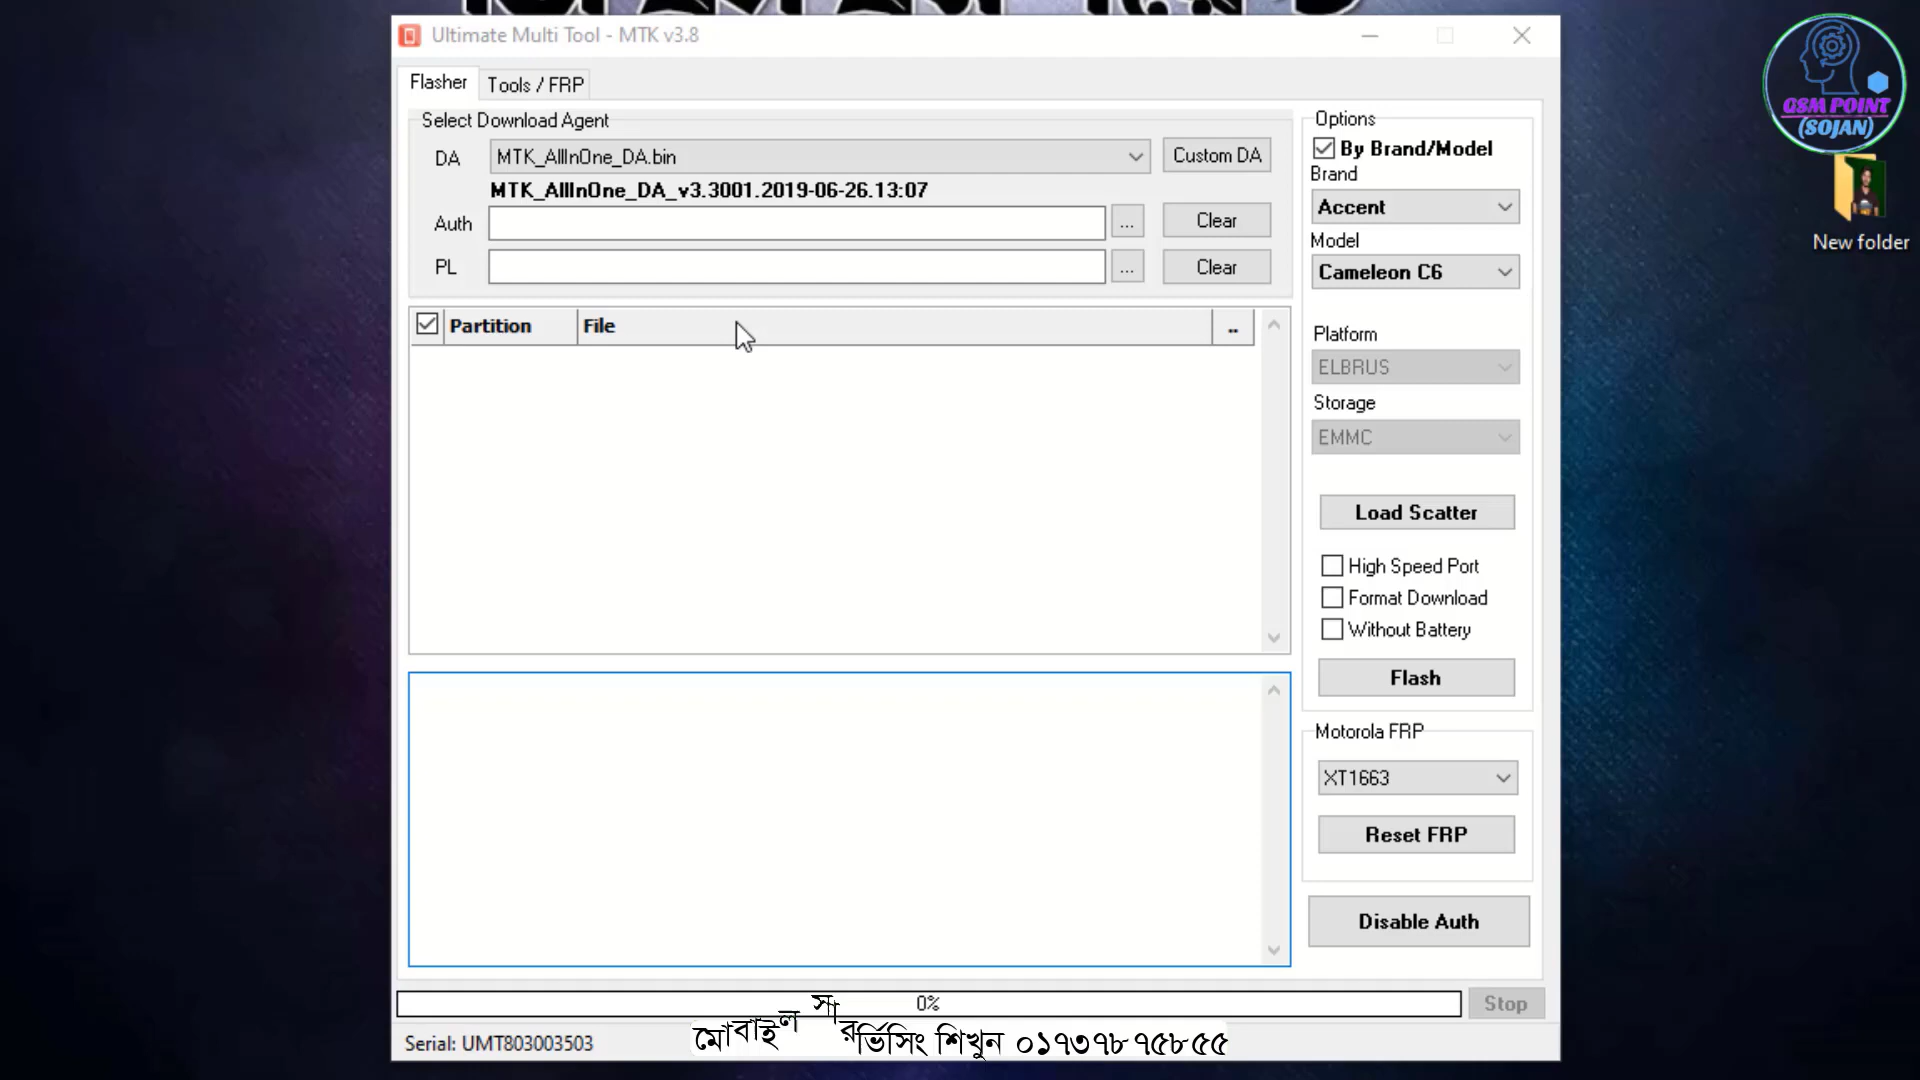 Ultimate Multi Tool - MTK v3.8
Flasher
Tools / FRP
Select Download Agent
DA
MTK_AllInOne_DA.bin
Custom DA
MTK_AllInOne_DA_v3.3001.2019-06-26.13:07
Auth
...
Clear
PL
...
Clear
Partition
File
..
Options
By Brand/Model
Brand
Accent
Model
Cameleon C6
Platform
ELBRUS
Storage
EMMC
Load Scatter
High Speed Port
Format Download
Without Battery
Flash
Motorola FRP
XT1663
Reset FRP
Disable Auth
0%
Stop
Serial: UMT803003503
মোবাইল সারর্ভিসিং শিখুন ০১৭৩৭৮৭৫৮৫৫
GSM POINT
(SOJAN)
New folder